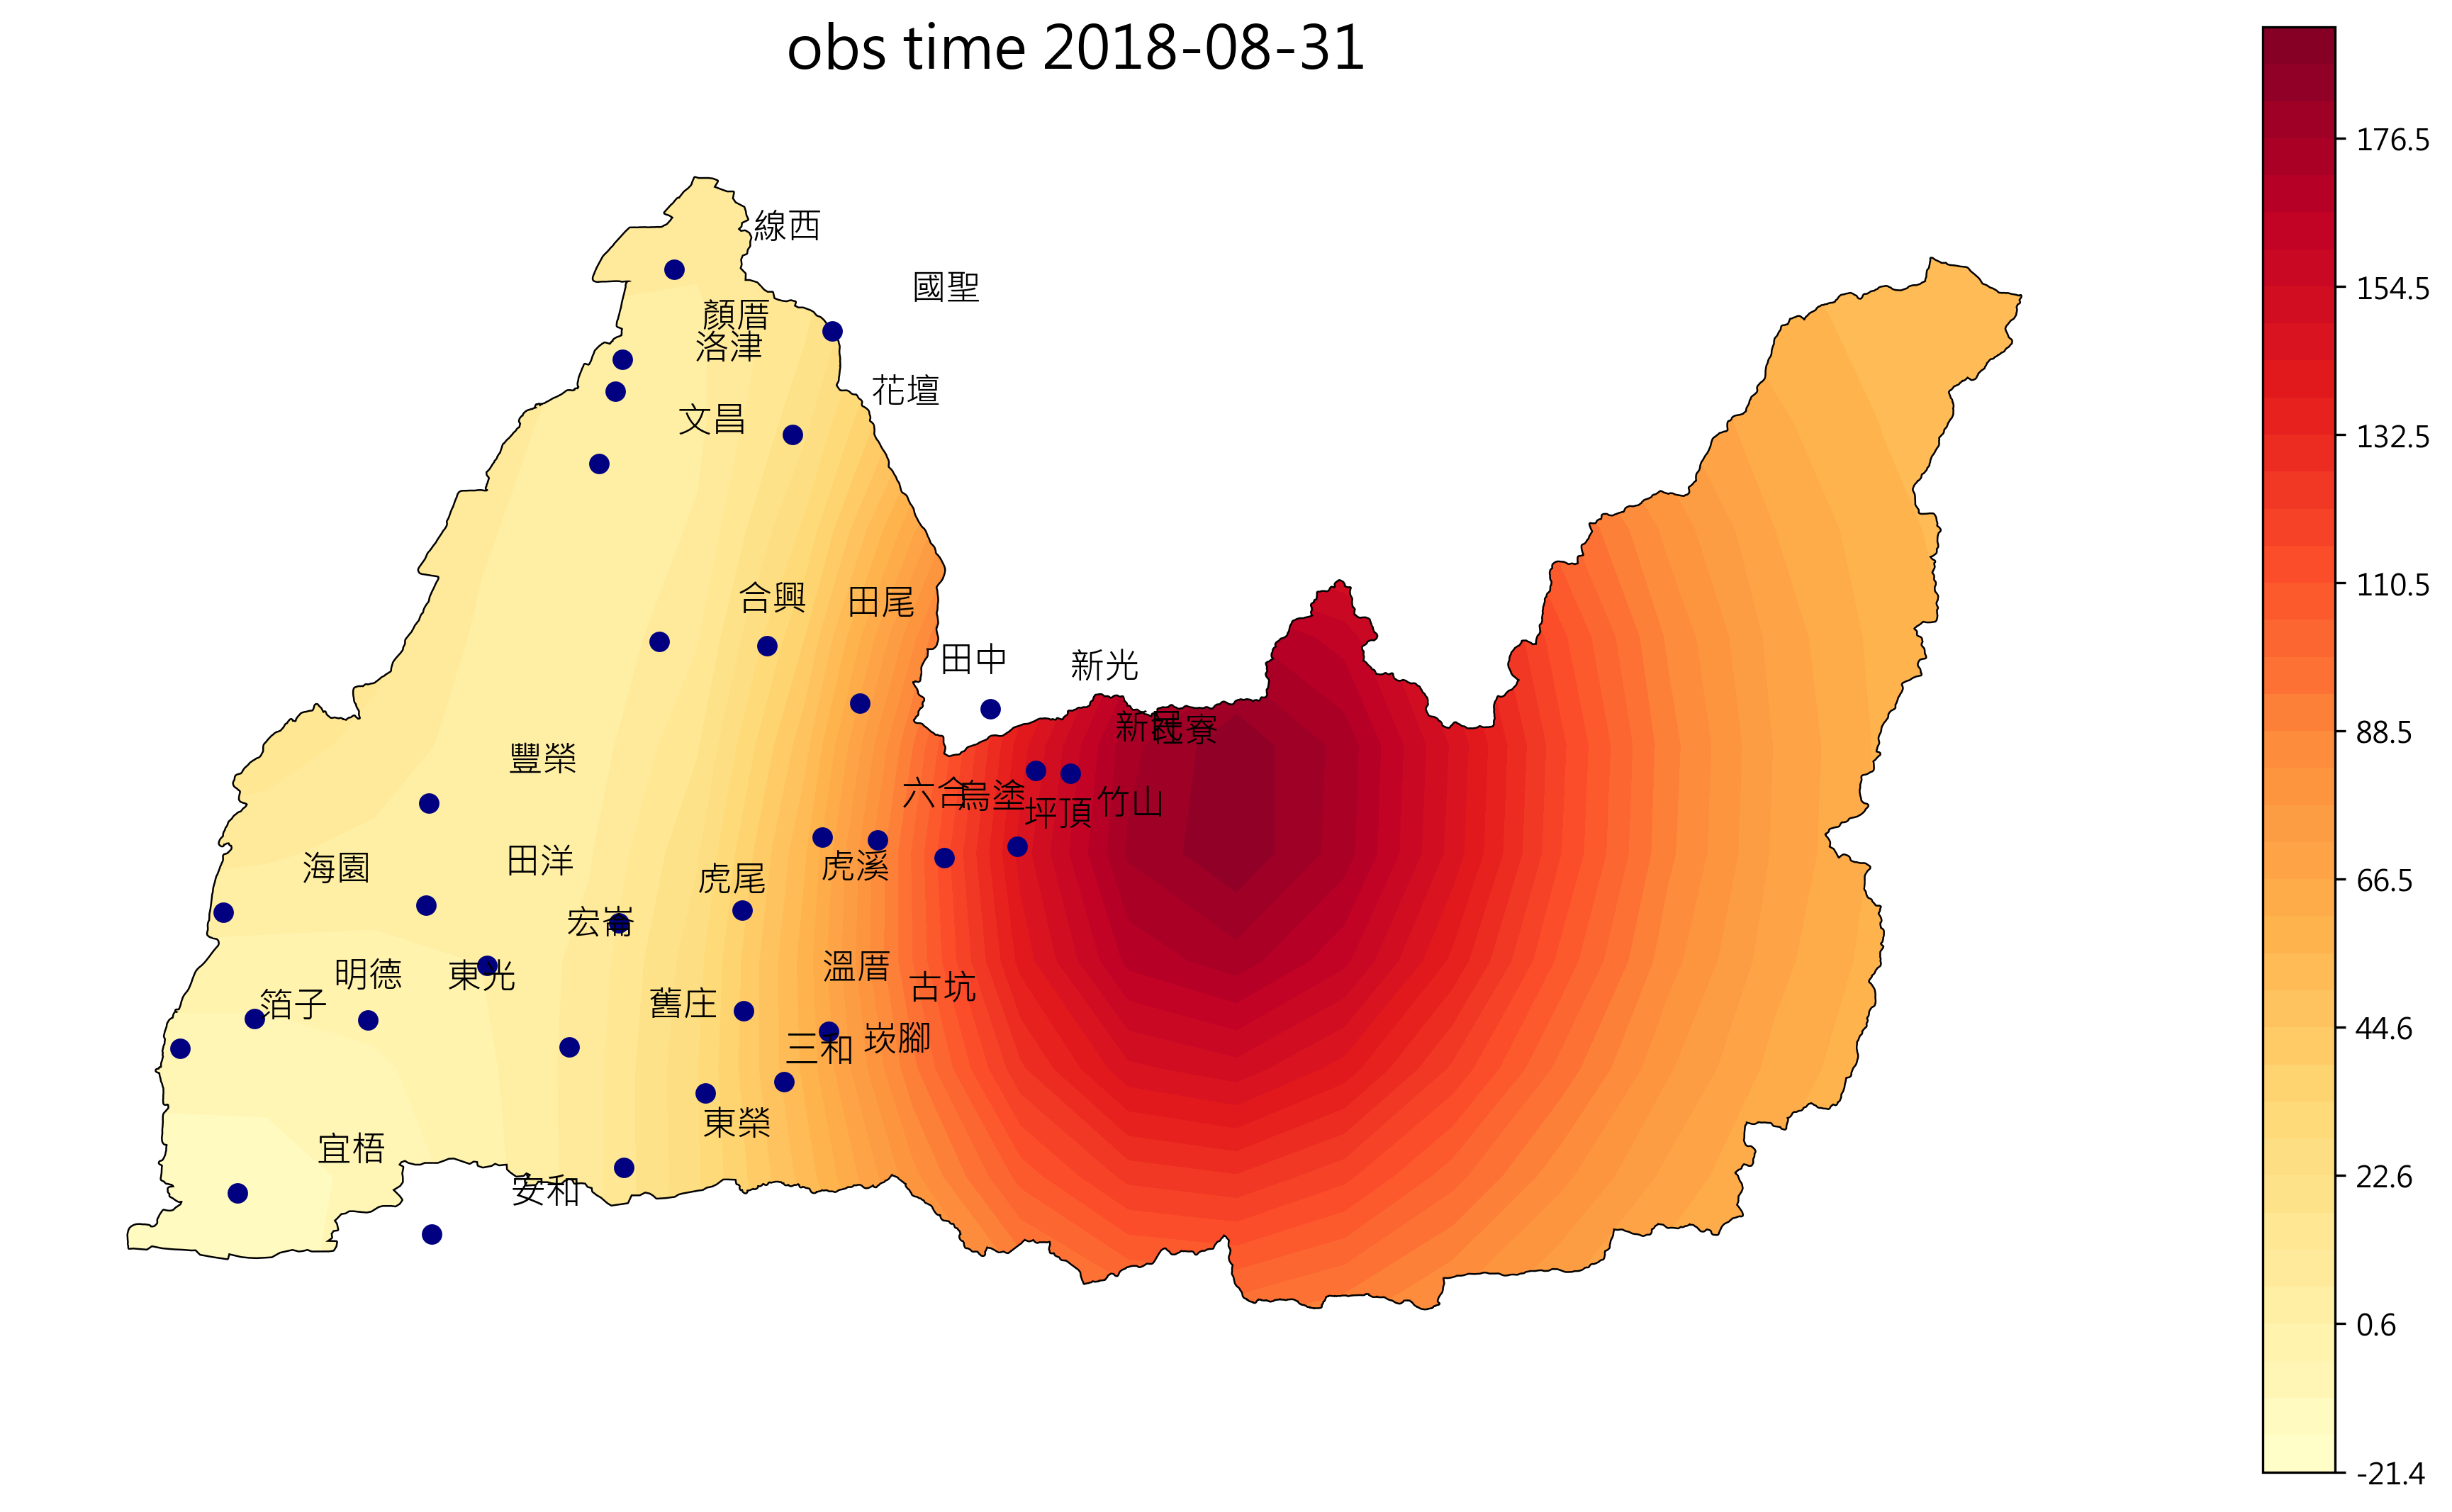 obs time 2018-08-31
線西
國聖
顏厝
洛津
花壇
文昌
合興
田尾
田中
新光
新民
社寮
豐榮
六合
烏塗
坪頂
竹山
海園
田洋
虎尾
虎溪
宏崙
明德
東光
溫厝
古坑
箔子
舊庄
三和
崁腳
東榮
宜梧
安和
176.5
154.5
132.5
110.5
88.5
66.5
44.6
22.6
0.6
-21.4